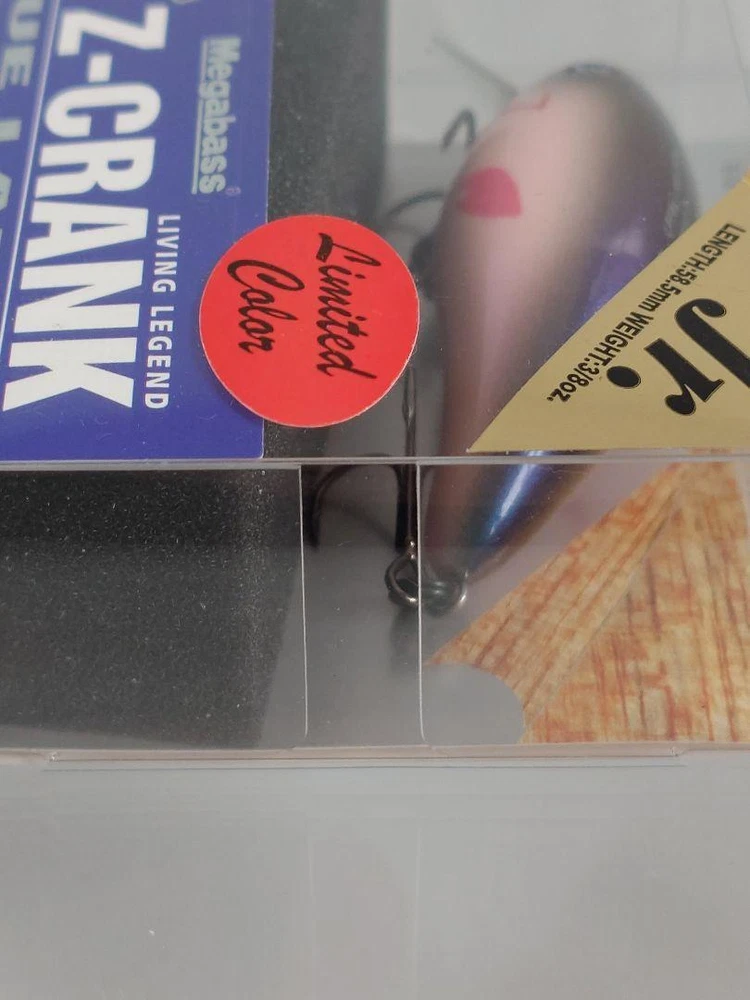 Megabass
LIVING LEGEND
Z-CRANK
Limited
Color
Jr.
LENGTH:58.5mm WEIGHT:3/8oz.